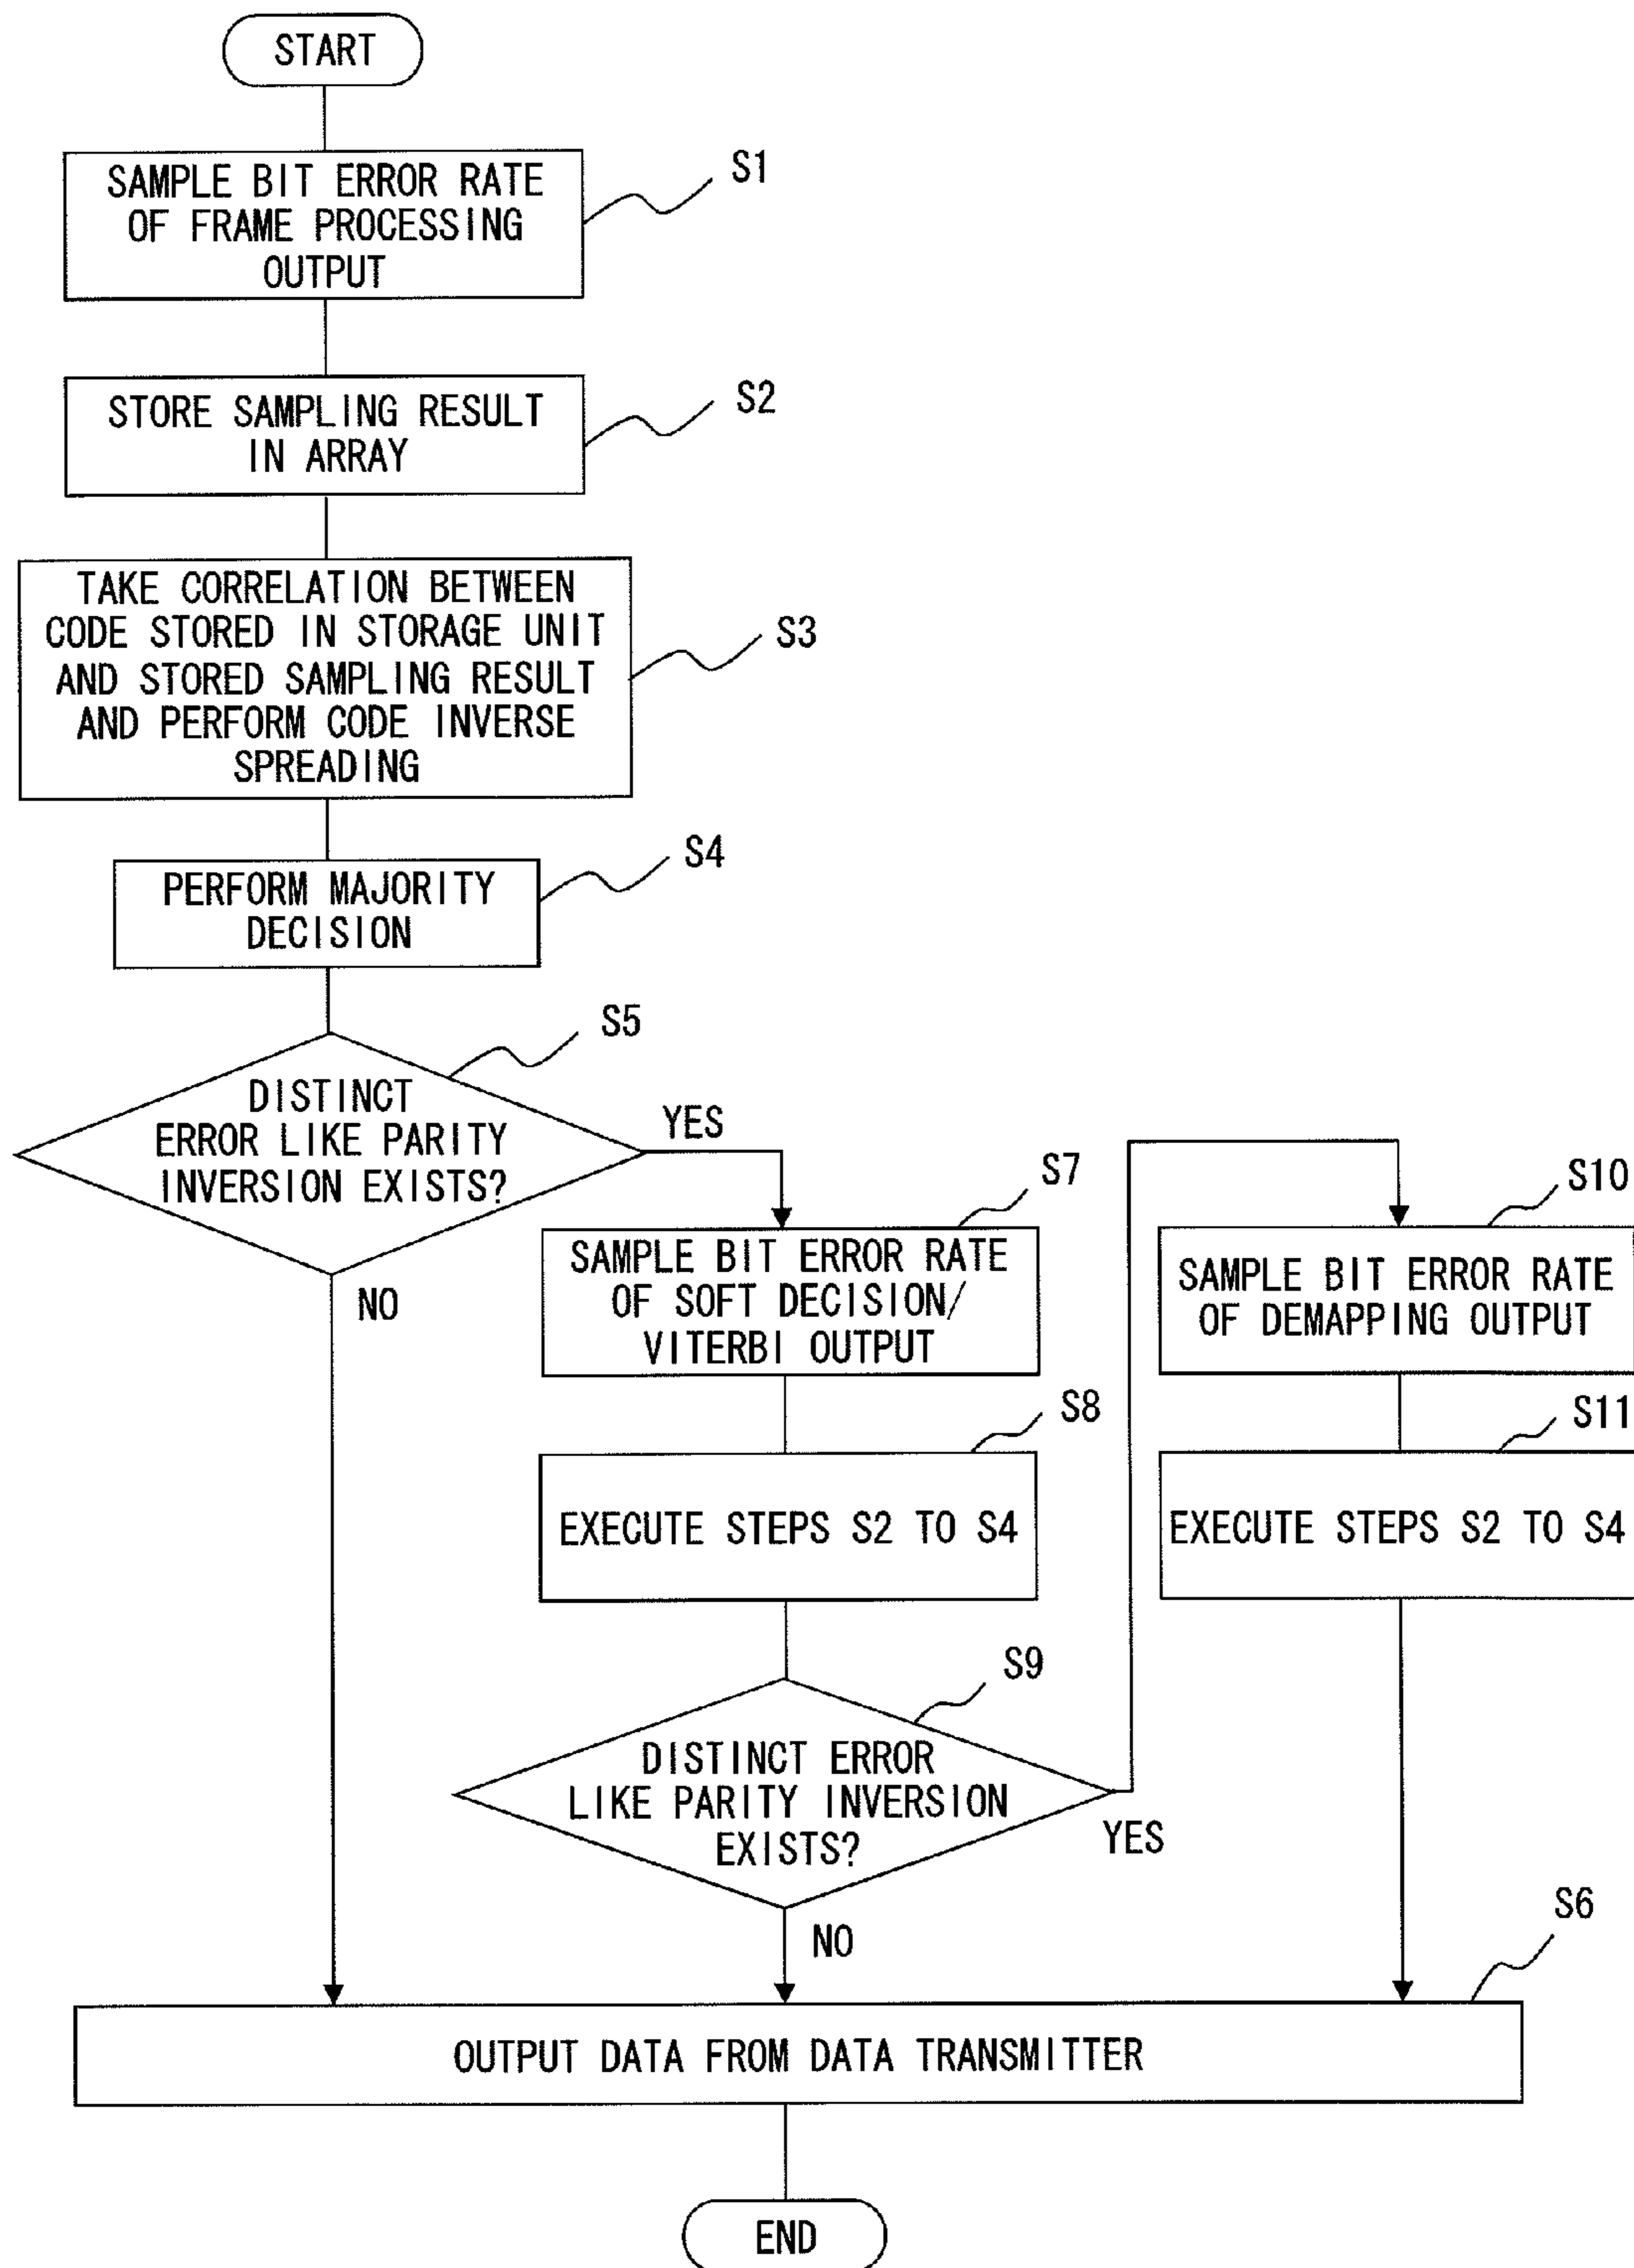 START
SAMPLE BIT ERROR RATE
OF FRAME PROCESSING
OUTPUT
S1
STORE SAMPLING RESULT
IN ARRAY
S2
TAKE CORRELATION BETWEEN
CODE STORED IN STORAGE UNIT
AND STORED SAMPLING RESULT
AND PERFORM CODE INVERSE
SPREADING
S3
PERFORM MAJORITY
DECISION
S4
DISTINCT
ERROR LIKE PARITY
INVERSION EXISTS?
S5
YES
NO
SAMPLE BIT ERROR RATE
OF SOFT DECISION/
VITERBI OUTPUT
S7
EXECUTE STEPS S2 TO S4
S8
DISTINCT ERROR
LIKE PARITY INVERSION
EXISTS?
S9
YES
NO
SAMPLE BIT ERROR RATE
OF DEMAPPING OUTPUT
S10
EXECUTE STEPS S2 TO S4
S11
OUTPUT DATA FROM DATA TRANSMITTER
S6
END